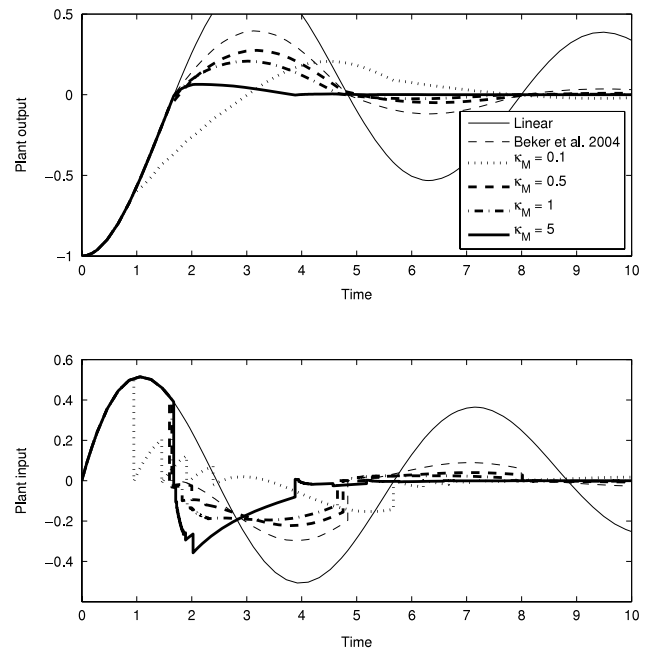 0.5
0
−0.5
−1
Plant output
0 1 2 3 4 5 6 7 8 9 10
Time
Linear
Beker et al. 2004
κM = 0.1
κM = 0.5
κM = 1
κM = 5
0.6
0.4
0.2
0
−0.2
−0.4
Plant input
0 1 2 3 4 5 6 7 8 9 10
Time